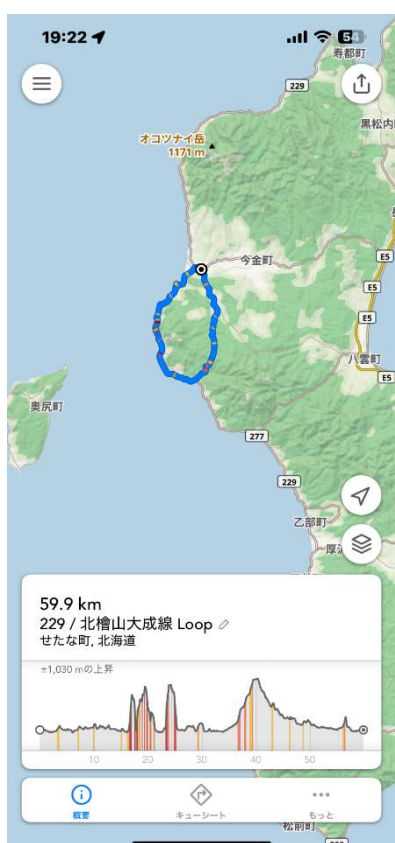 19:22
54
寿都町
229
黒松内
オコツナイ岳
1171 m
今金町
E5
E5
八雲町
E5
奥尻町
277
229
乙部町
厚沢
59.9 km
229 / 北檜山大成線 Loop
せたな町, 北海道
±1,030 mの上昇
10
20
30
40
50
概要
キューシート
もっと
松前町